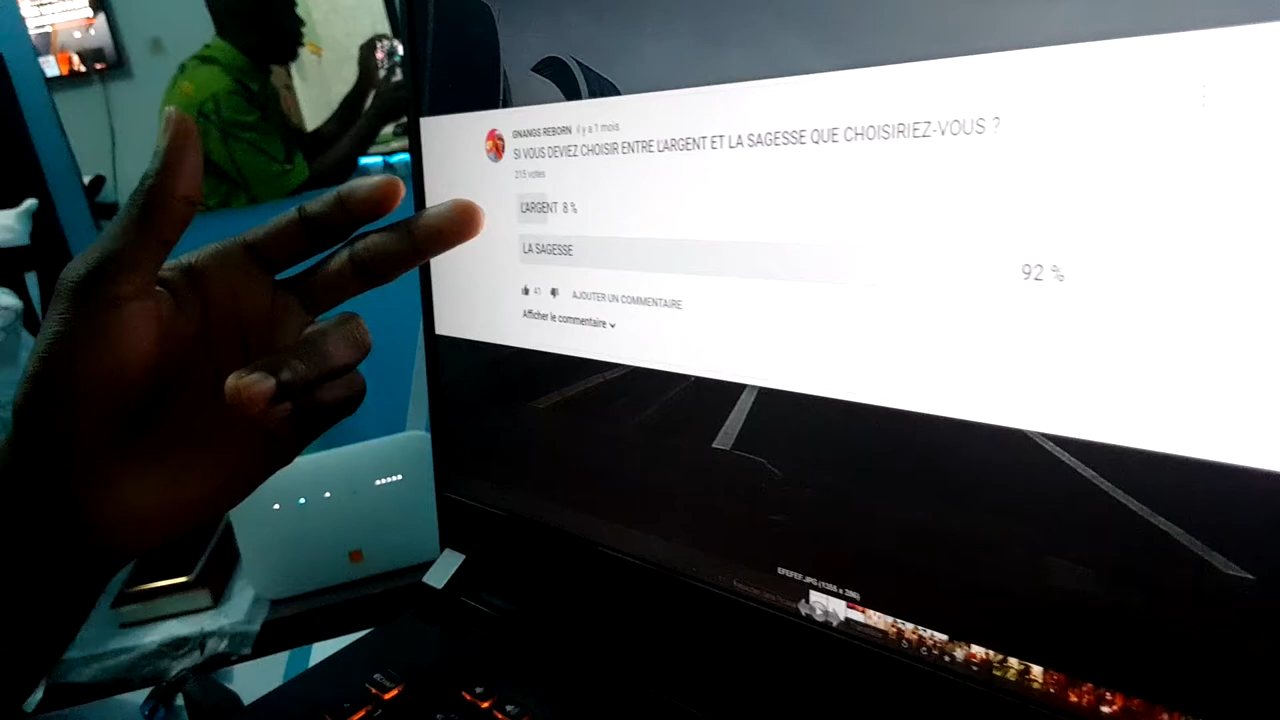 GNANGS REBORN il y a 1 mois
SI VOUS DEVIEZ CHOISIR ENTRE L'ARGENT ET LA SAGESSE QUE CHOISIRIEZ-VOUS ?
215 votes
L'ARGENT 8 %
LA SAGESSE
92 %
41 AJOUTER UN COMMENTAIRE
Afficher le commentaire
EFEFEF.JPG (1355 x 286)